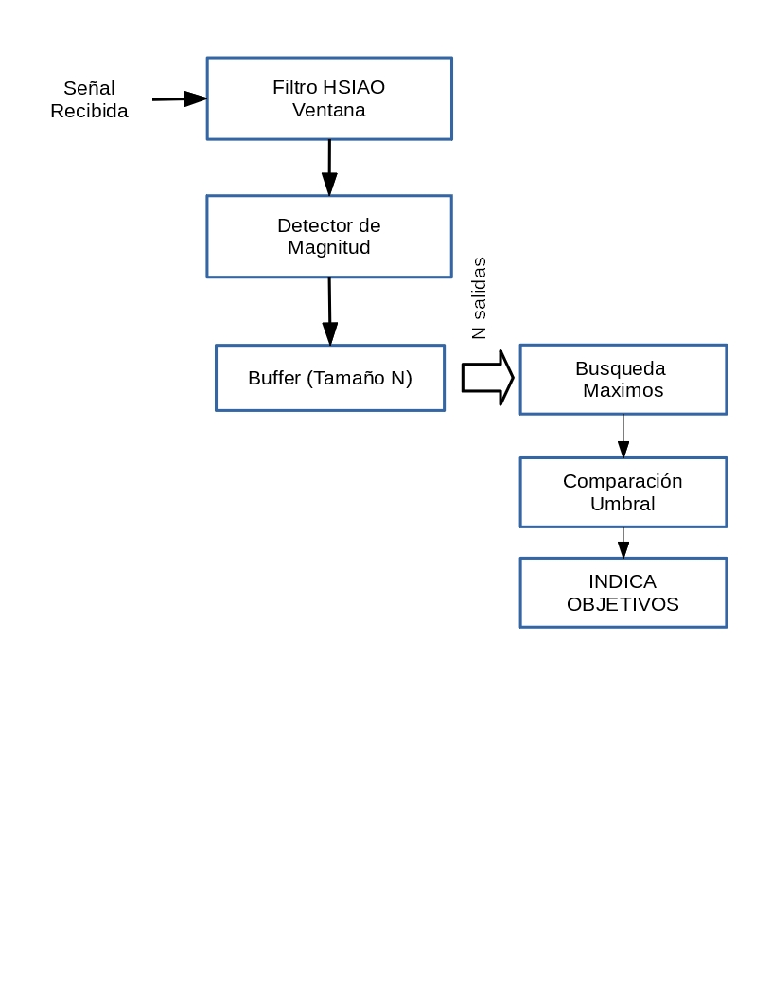 Señal
Recibida
Filtro HSIAO
Ventana
Detector de
Magnitud
N salidas
Buffer (Tamaño N)
Busqueda
Maximos
Comparación
Umbral
INDICA
OBJETIVOS